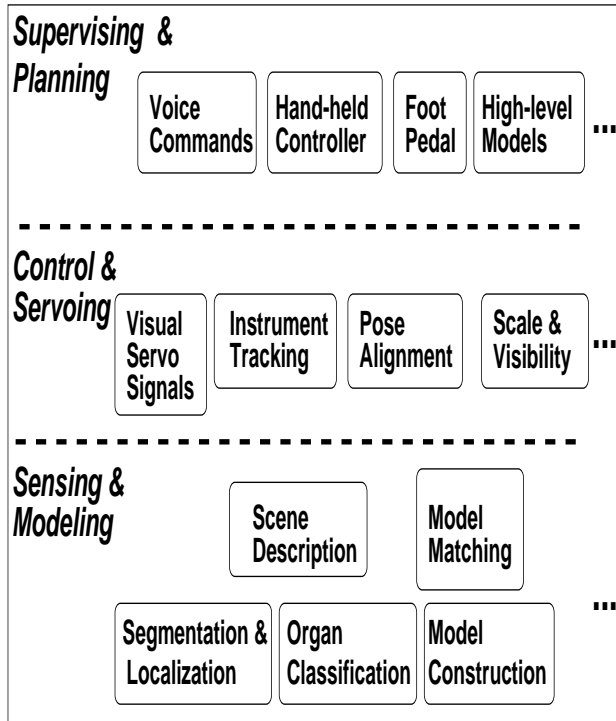 Supervising &
Planning
Voice
Commands
Hand-held
Controller
Foot
Pedal
High-level
Models
...
Control &
Servoing
Visual
Servo
Signals
Instrument
Tracking
Pose
Alignment
Scale &
Visibility
...
Sensing &
Modeling
Scene
Description
Model
Matching
...
Segmentation &
Localization
Organ
Classification
Model
Construction